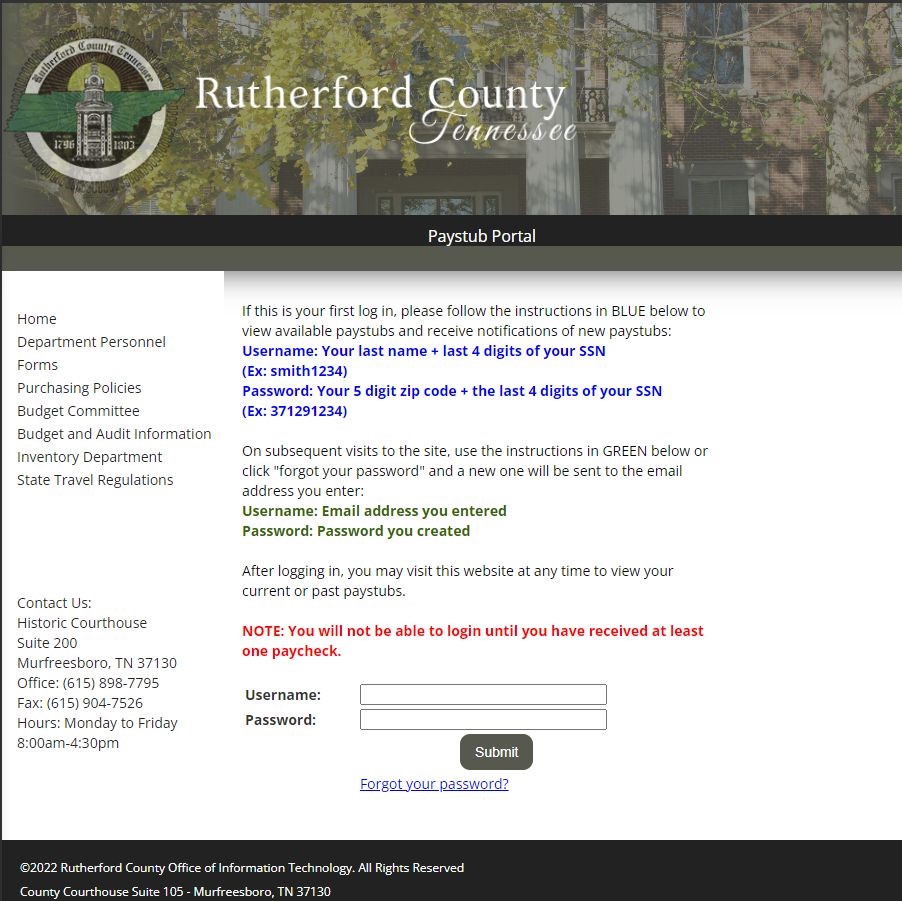 Rutherford County Tennessee
1796 1803
Rutherford County
Tennessee
Paystub Portal
Home
Department Personnel
Forms
Purchasing Policies
Budget Committee
Budget and Audit Information
Inventory Department
State Travel Regulations
Contact Us:
Historic Courthouse
Suite 200
Murfreesboro, TN 37130
Office: (615) 898-7795
Fax: (615) 904-7526
Hours: Monday to Friday
8:00am-4:30pm
If this is your first log in, please follow the instructions in BLUE below to
view available paystubs and receive notifications of new paystubs:
Username: Your last name + last 4 digits of your SSN
(Ex: smith1234)
Password: Your 5 digit zip code + the last 4 digits of your SSN
(Ex: 371291234)
On subsequent visits to the site, use the instructions in GREEN below or
click "forgot your password" and a new one will be sent to the email
address you enter:
Username: Email address you entered
Password: Password you created
After logging in, you may visit this website at any time to view your
current or past paystubs.
NOTE: You will not be able to login until you have received at least
one paycheck.
Username:
Password:
Submit
Forgot your password?
©2022 Rutherford County Office of Information Technology. All Rights Reserved
County Courthouse Suite 105 - Murfreesboro, TN 37130